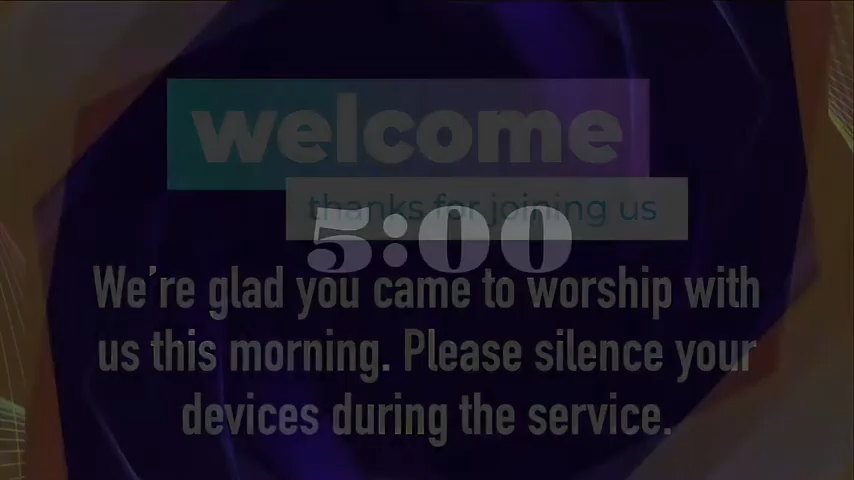 welcome
thanks for joining us
5:00
We're glad you came to worship with
us this morning. Please silence your
devices during the service.